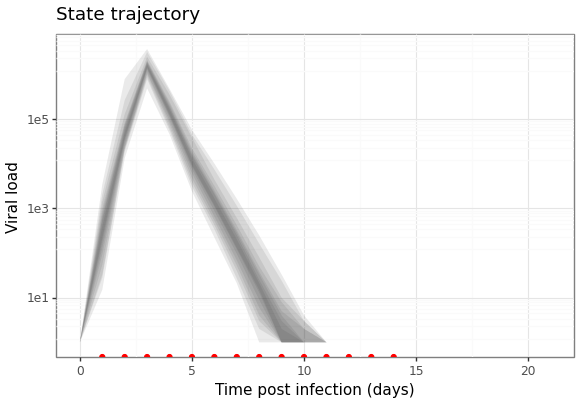 State trajectory
Viral load
1e5
1e3
1e1
0 5 10 15 20
Time post infection (days)